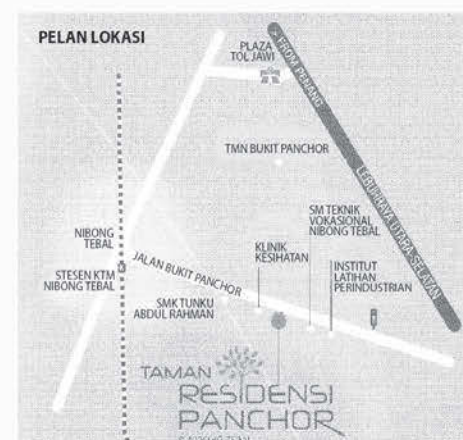 PELAN LOKASI
PLAZA
TOL JAWI
> FROM PENANG
LEBUHRAYA UTARA-SELATAN
TMN BUKIT PANCHOR
NIBONG
TEBAL
STESEN KTM
NIBONG TEBAL
JALAN BUKIT PANCHOR
SM TEKNIK
VOKASIONAL
NIBONG TEBAL
KLINIK
KESIHATAN
INSTITUT
LATIHAN
PERINDUSTRIAN
SMK TUNKU
ABDUL RAHMAN
TAMAN
RESIDENSI
PANCHOR